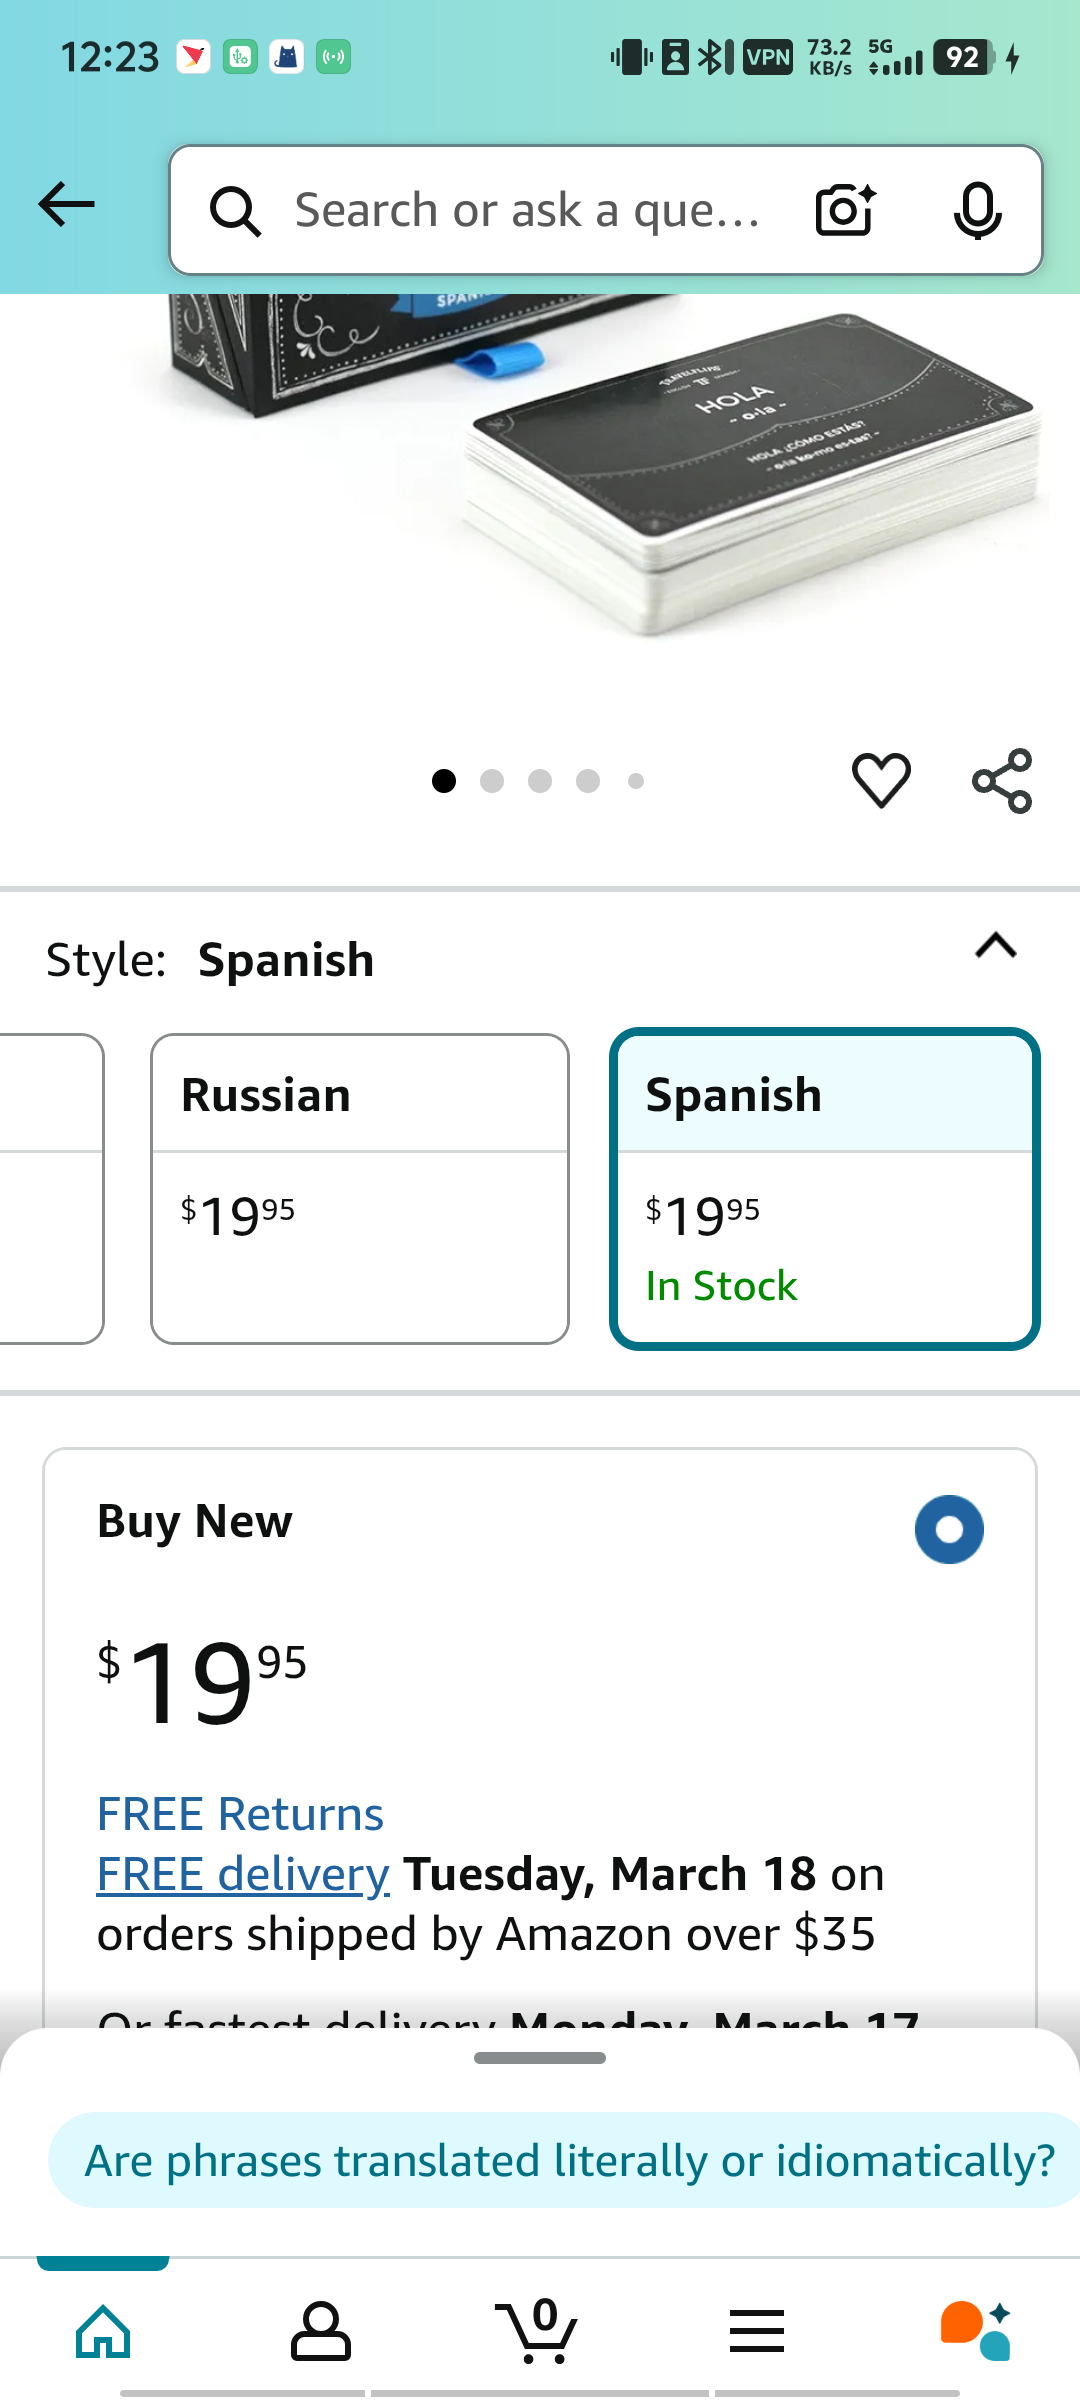 12:23
VPN
73.2
KB/s
5G
92
Search or ask a que...
HOLA
~ o-la ~
HOLA ¿CÓMO ESTÁS?
~ o-la ko-mo es-tas? ~
Style: Spanish
Russian
$19.95
Spanish
$19.95
In Stock
Buy New
$19.95
FREE Returns
FREE delivery Tuesday, March 18 on
orders shipped by Amazon over $35
Or fastest delivery Monday, March 17
Are phrases translated literally or idiomatically?
0